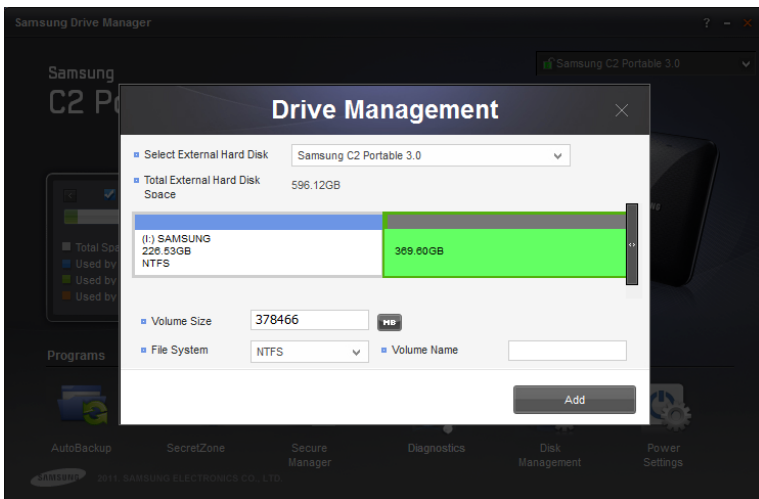 Samsung Drive Manager
? – ×
Samsung
Samsung C2 Portable 3.0
C2 Po
Drive Management
Select External Hard Disk
Samsung C2 Portable 3.0
Total External Hard Disk
Space
596.12GB
(I:) SAMSUNG
226.53GB
NTFS
369.60GB
Volume Size
378466
MB
File System
NTFS
Volume Name
Add
Total Spa
Used by
Used by
Used by
Programs
AutoBackup
SecretZone
Secure
Manager
Diagnostics
Disk
Management
Power
Settings
SAMSUNG 2011. SAMSUNG ELECTRONICS CO., LTD.